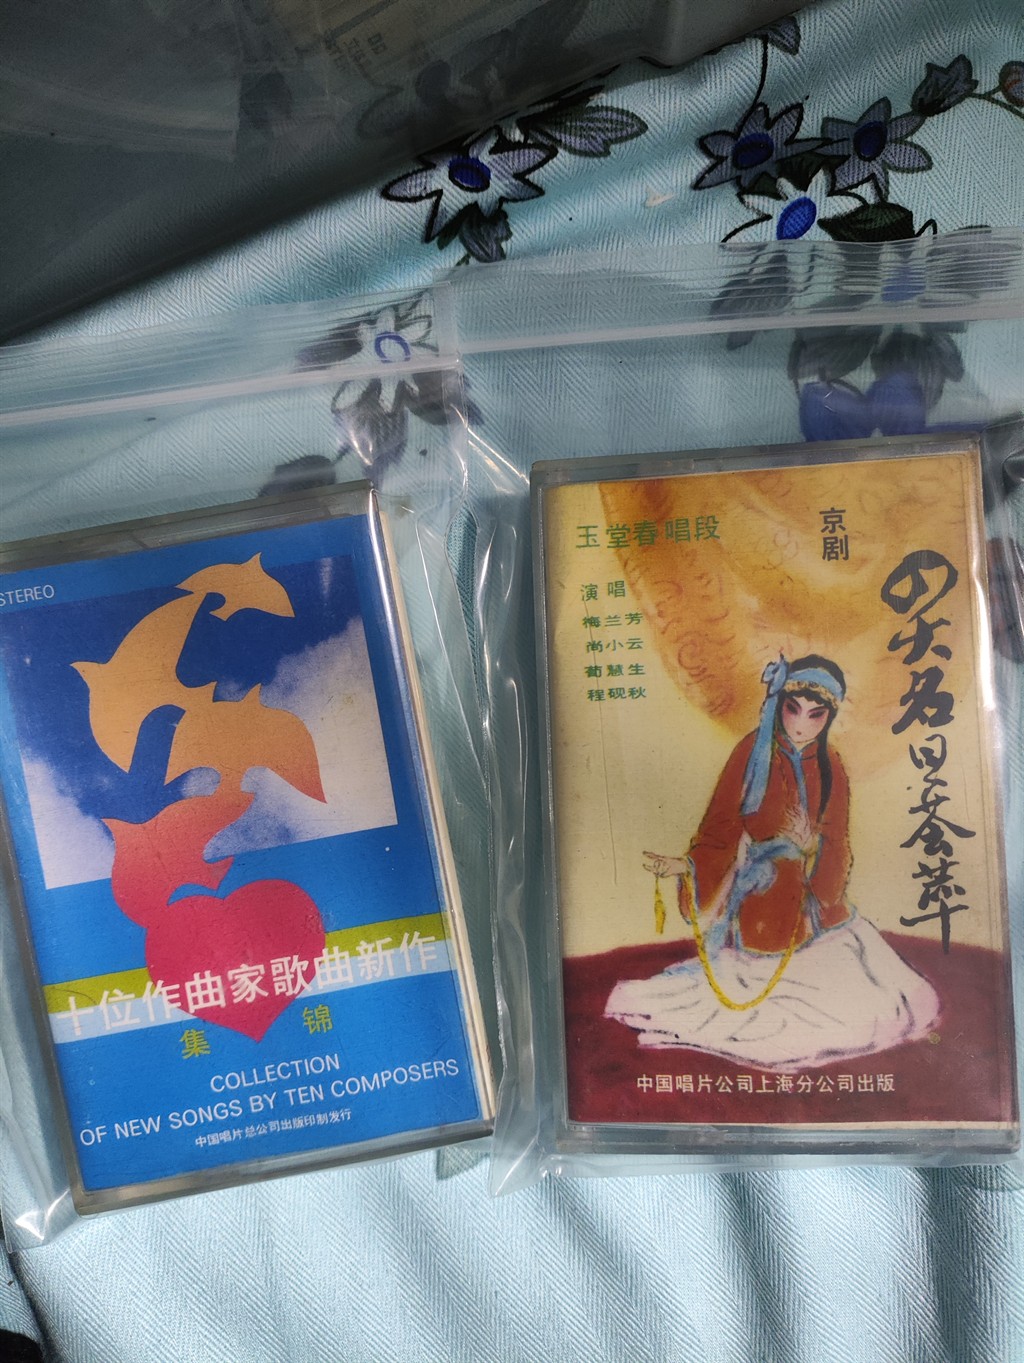 STEREO
十位作曲家歌曲新作
集 锦
COLLECTION
OF NEW SONGS BY TEN COMPOSERS
中国唱片总公司出版印制发行
玉堂春唱段
演唱
梅兰芳
尚小云
荀慧生
程砚秋
京剧
四大名旦荟萃
中国唱片公司上海分公司出版